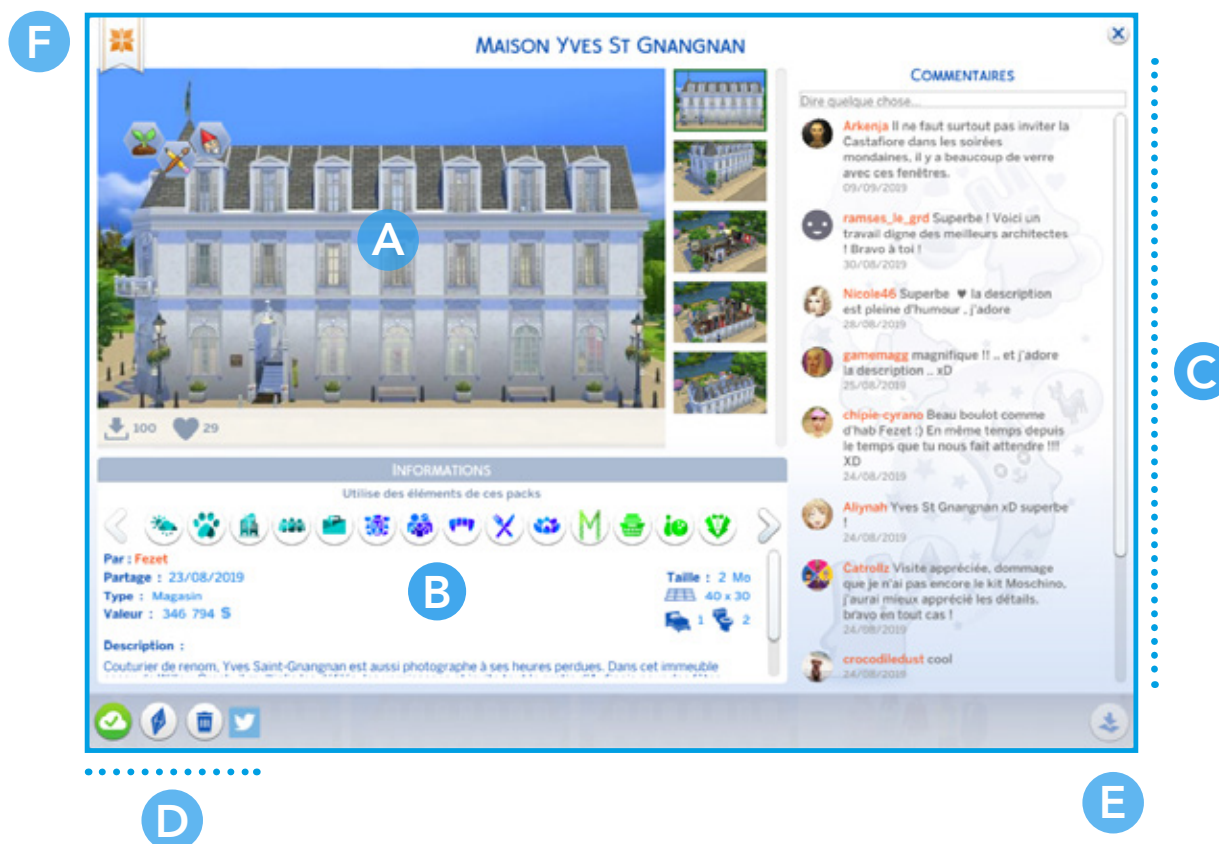 F
MAISON YVES ST GNANGNAN
A
100
29
INFORMATIONS
Utilise des éléments de ces packs
Par : Fezet
Partage : 23/08/2019
Type : Magasin
Valeur : 346 794 S
Taille : 2 Mo
40 x 30
1
2
B
Description :
Couturier de renom, Yves Saint-Gnangnan est aussi photographe à ses heures perdues. Dans cet immeuble
COMMENTAIRES
Dire quelque chose...
Arkenja Il ne faut surtout pas inviter la
Castafiore dans les soirées
mondaines, il y a beaucoup de verre
avec ces fenêtres.
09/09/2019
ramses_le_grd Superbe ! Voici un
travail digne des meilleurs architectes
! Bravo à toi !
30/08/2019
Nicole46 Superbe ♥ la description
est pleine d'humour , j'adore
28/08/2019
gamemagg magnifique !! .. et j'adore
la description .. xD
25/08/2019
chipie-cyrano Beau boulot comme
d'hab Fezet :) En même temps depuis
le temps que tu nous fait attendre !!!
XD
24/08/2019
Aliynah Yves St Gnangnan xD superbe
!
24/08/2019
Catrollz Visite appréciée, dommage
que je n'ai pas encore le kit Moschino,
j'aurai mieux apprécié les détails.
bravo en tout cas !
24/08/2019
crocodiledust cool
24/08/2019
C
D
E